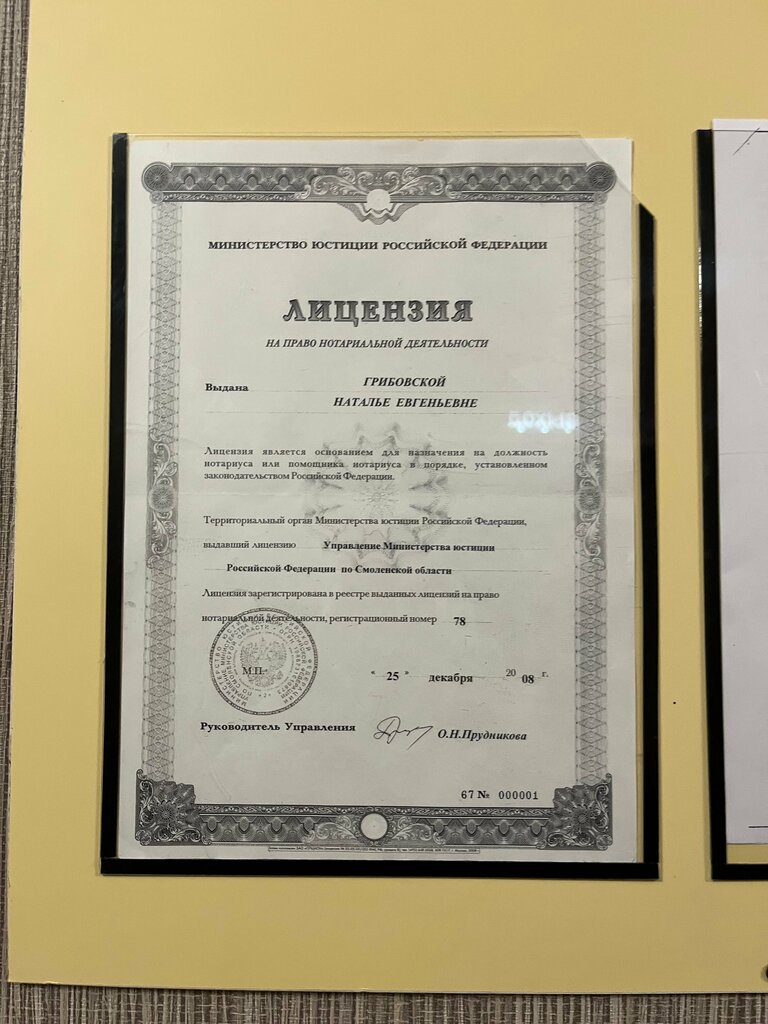 МИНИСТЕРСТВО ЮСТИЦИИ РОССИЙСКОЙ ФЕДЕРАЦИИ
ЛИЦЕНЗИЯ
НА ПРАВО НОТАРИАЛЬНОЙ ДЕЯТЕЛЬНОСТИ
Выдана ГРИБОВСКОЙ
НАТАЛЬЕ ЕВГЕНЬЕВНЕ
Лицензия является основанием для назначения на должность
нотариуса или помощника нотариуса в порядке, установленном
законодательством Российской Федерации.
Территориальный орган Министерства юстиции Российской Федерации,
выдавший лицензию Управление Министерства юстиции
Российской Федерации по Смоленской области
Лицензия зарегистрирована в реестре выданных лицензий на право
нотариальной деятельности, регистрационный номер 78
М.П.
" 25 " декабря 20 08 г.
Руководитель Управления О.Н.Прудникова
67 № 000001